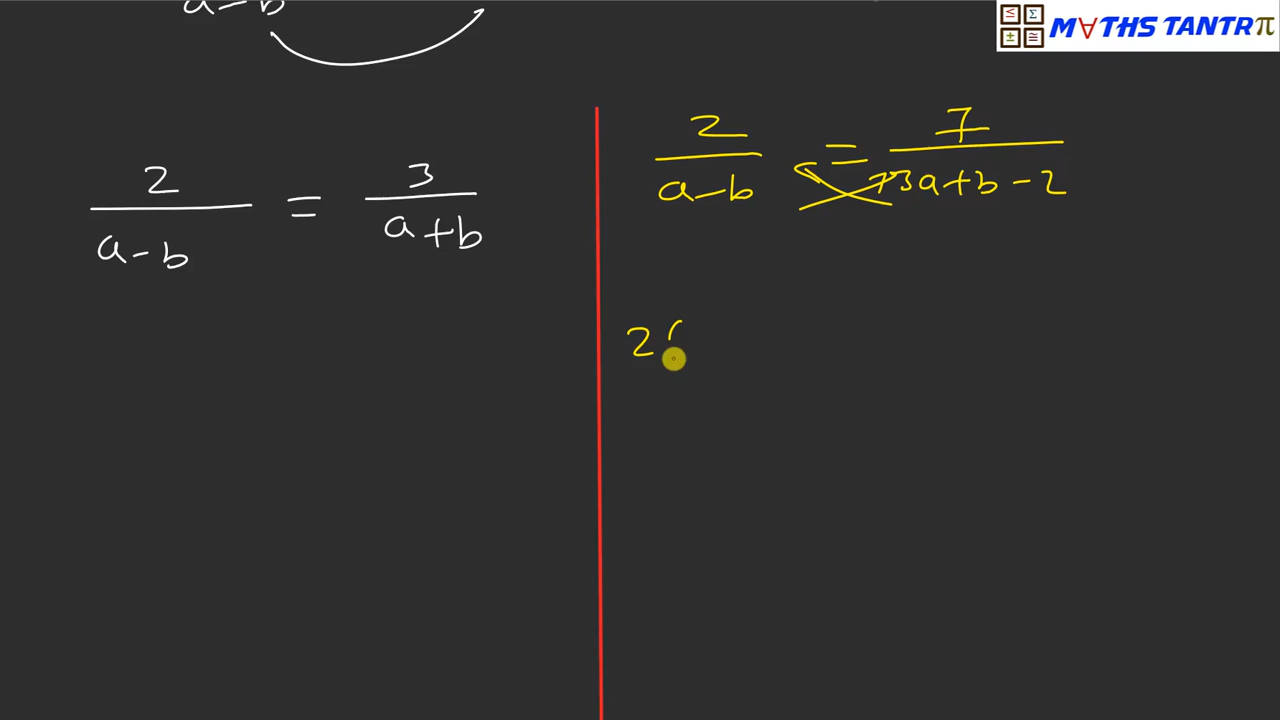 a-b
≤ Σ ± ≅ M∀THS TANTRπ
2/(a-b) = 3/(a+b)
2/(a-b) = 7/(3a+b-2)
2(